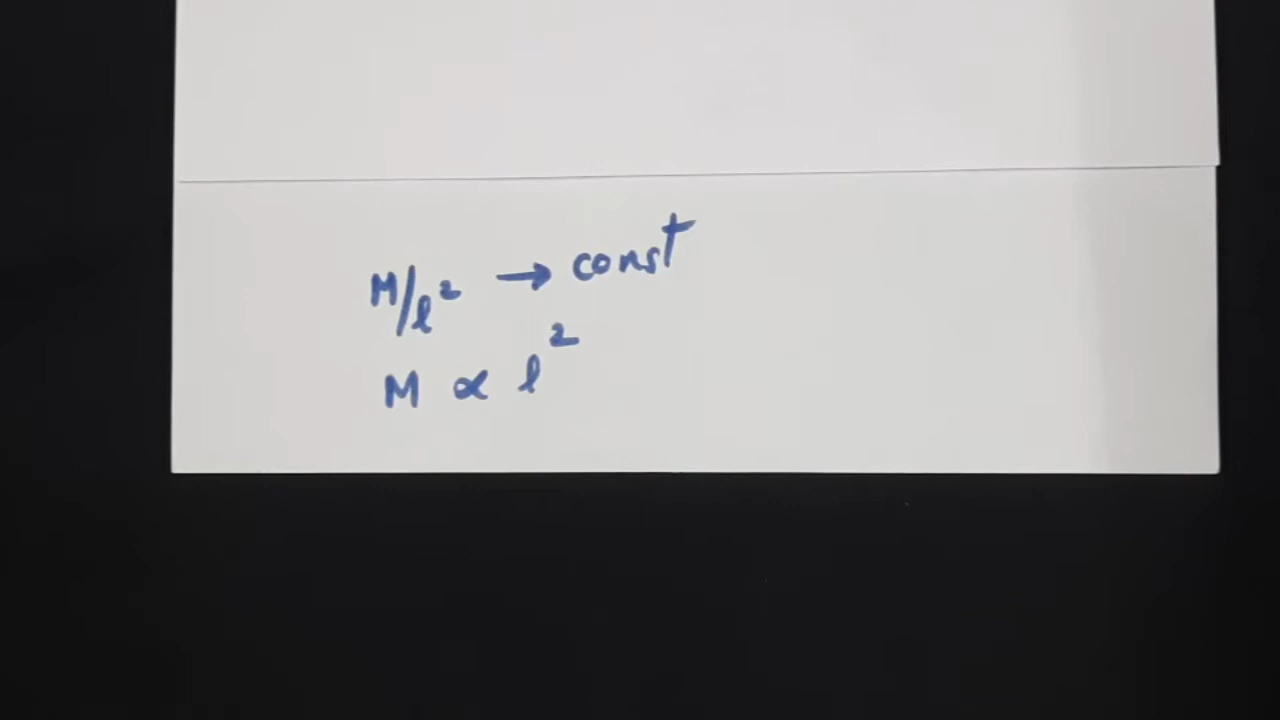 M/l² → const
M ∝ l²